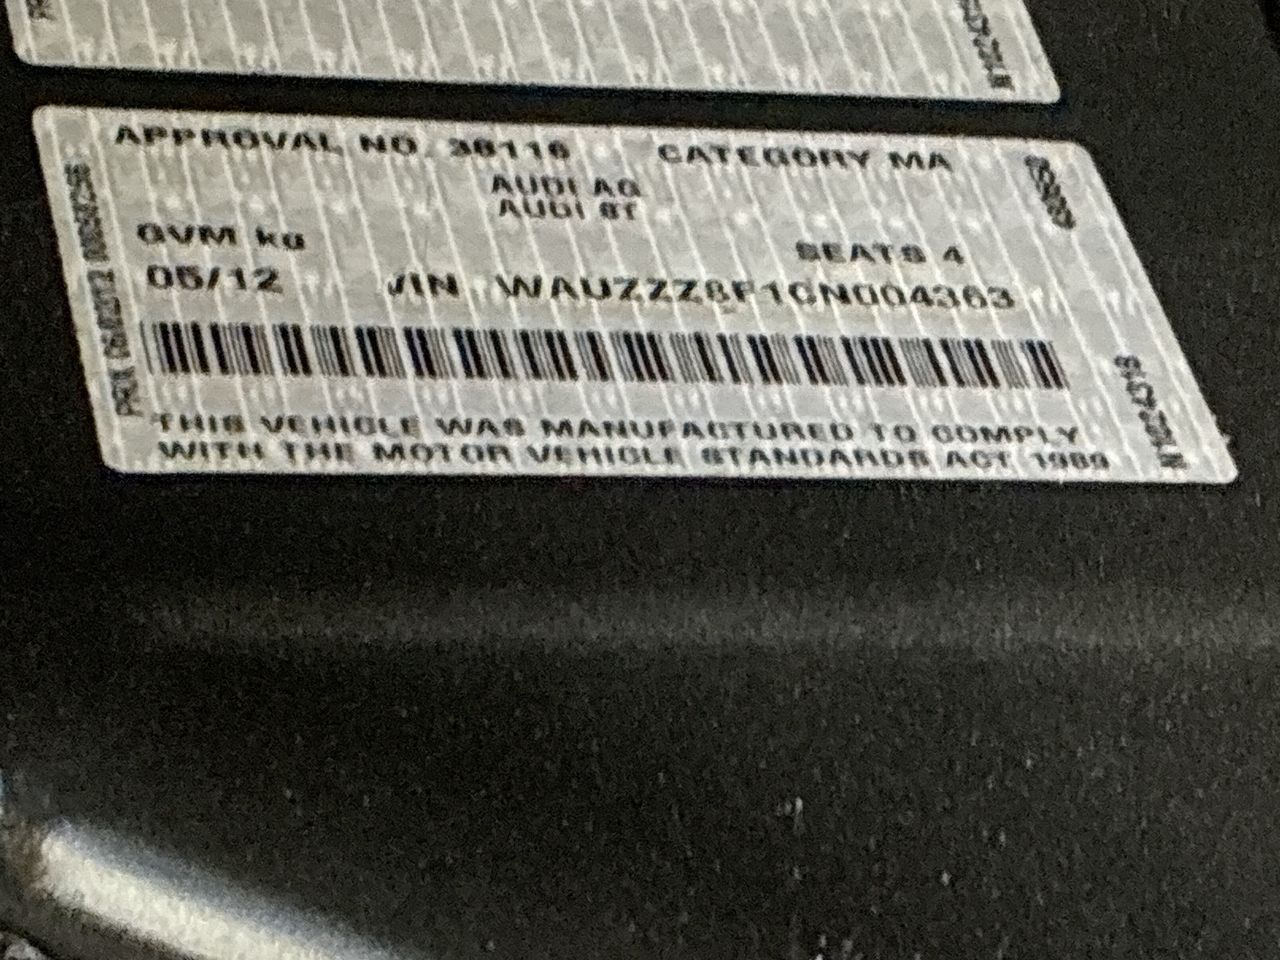 APPROVAL NO. 38116 CATEGORY MA
AUDI AG
AUDI 8T
GVM kg SEATS 4
05/12 VIN WAUZZZ8F1CN004363
THIS VEHICLE WAS MANUFACTURED TO COMPLY
WITH THE MOTOR VEHICLE STANDARDS ACT 1989